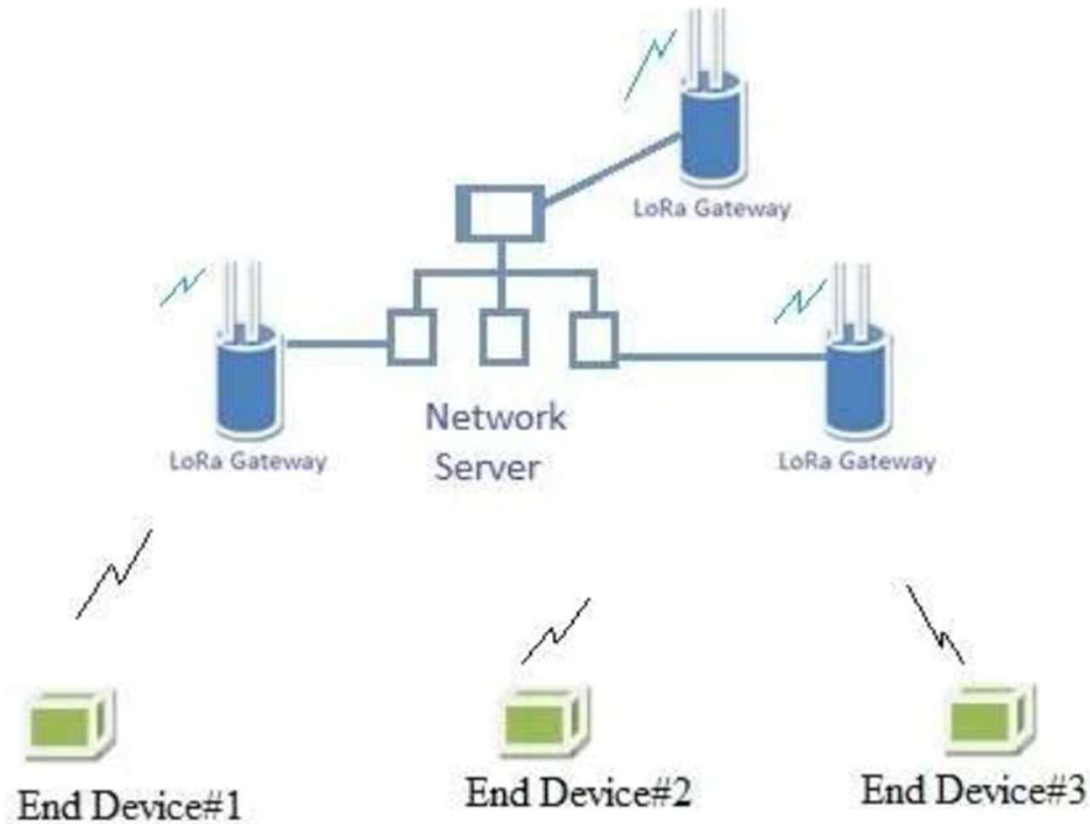 LoRa Gateway
LoRa Gateway
Network
Server
LoRa Gateway
End Device#1
End Device#2
End Device#3